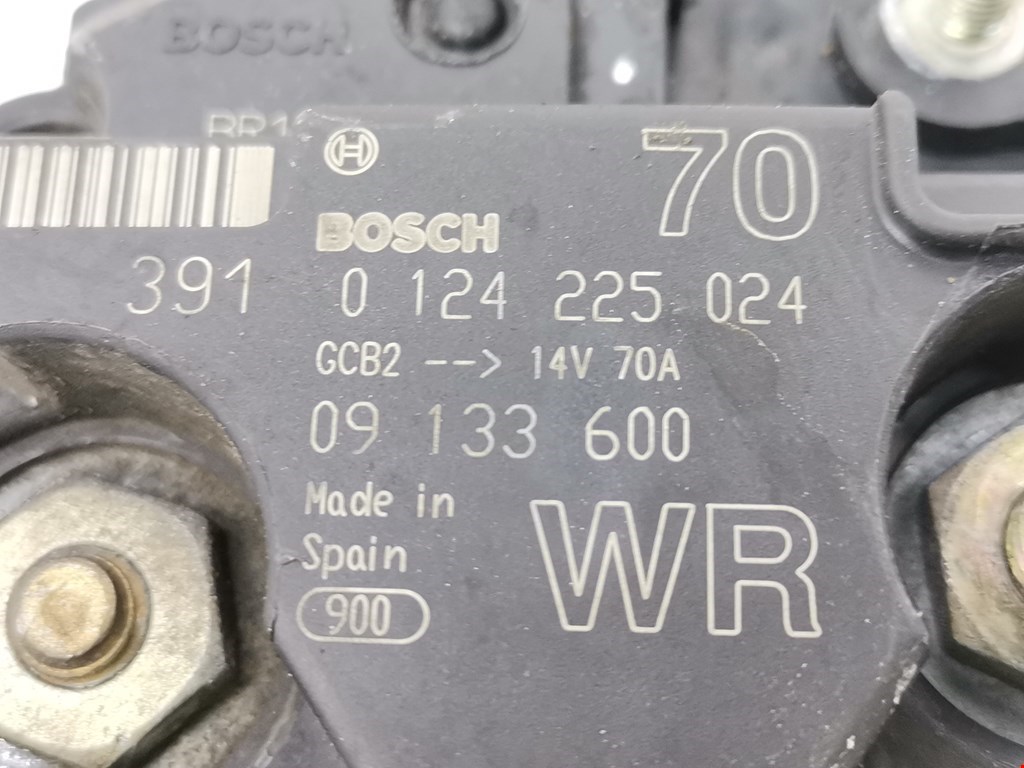 BOSCH
70
BOSCH
391 0 124 225 024
GCB2 --> 14V 70A
09 133 600
Made in
Spain
900
WR